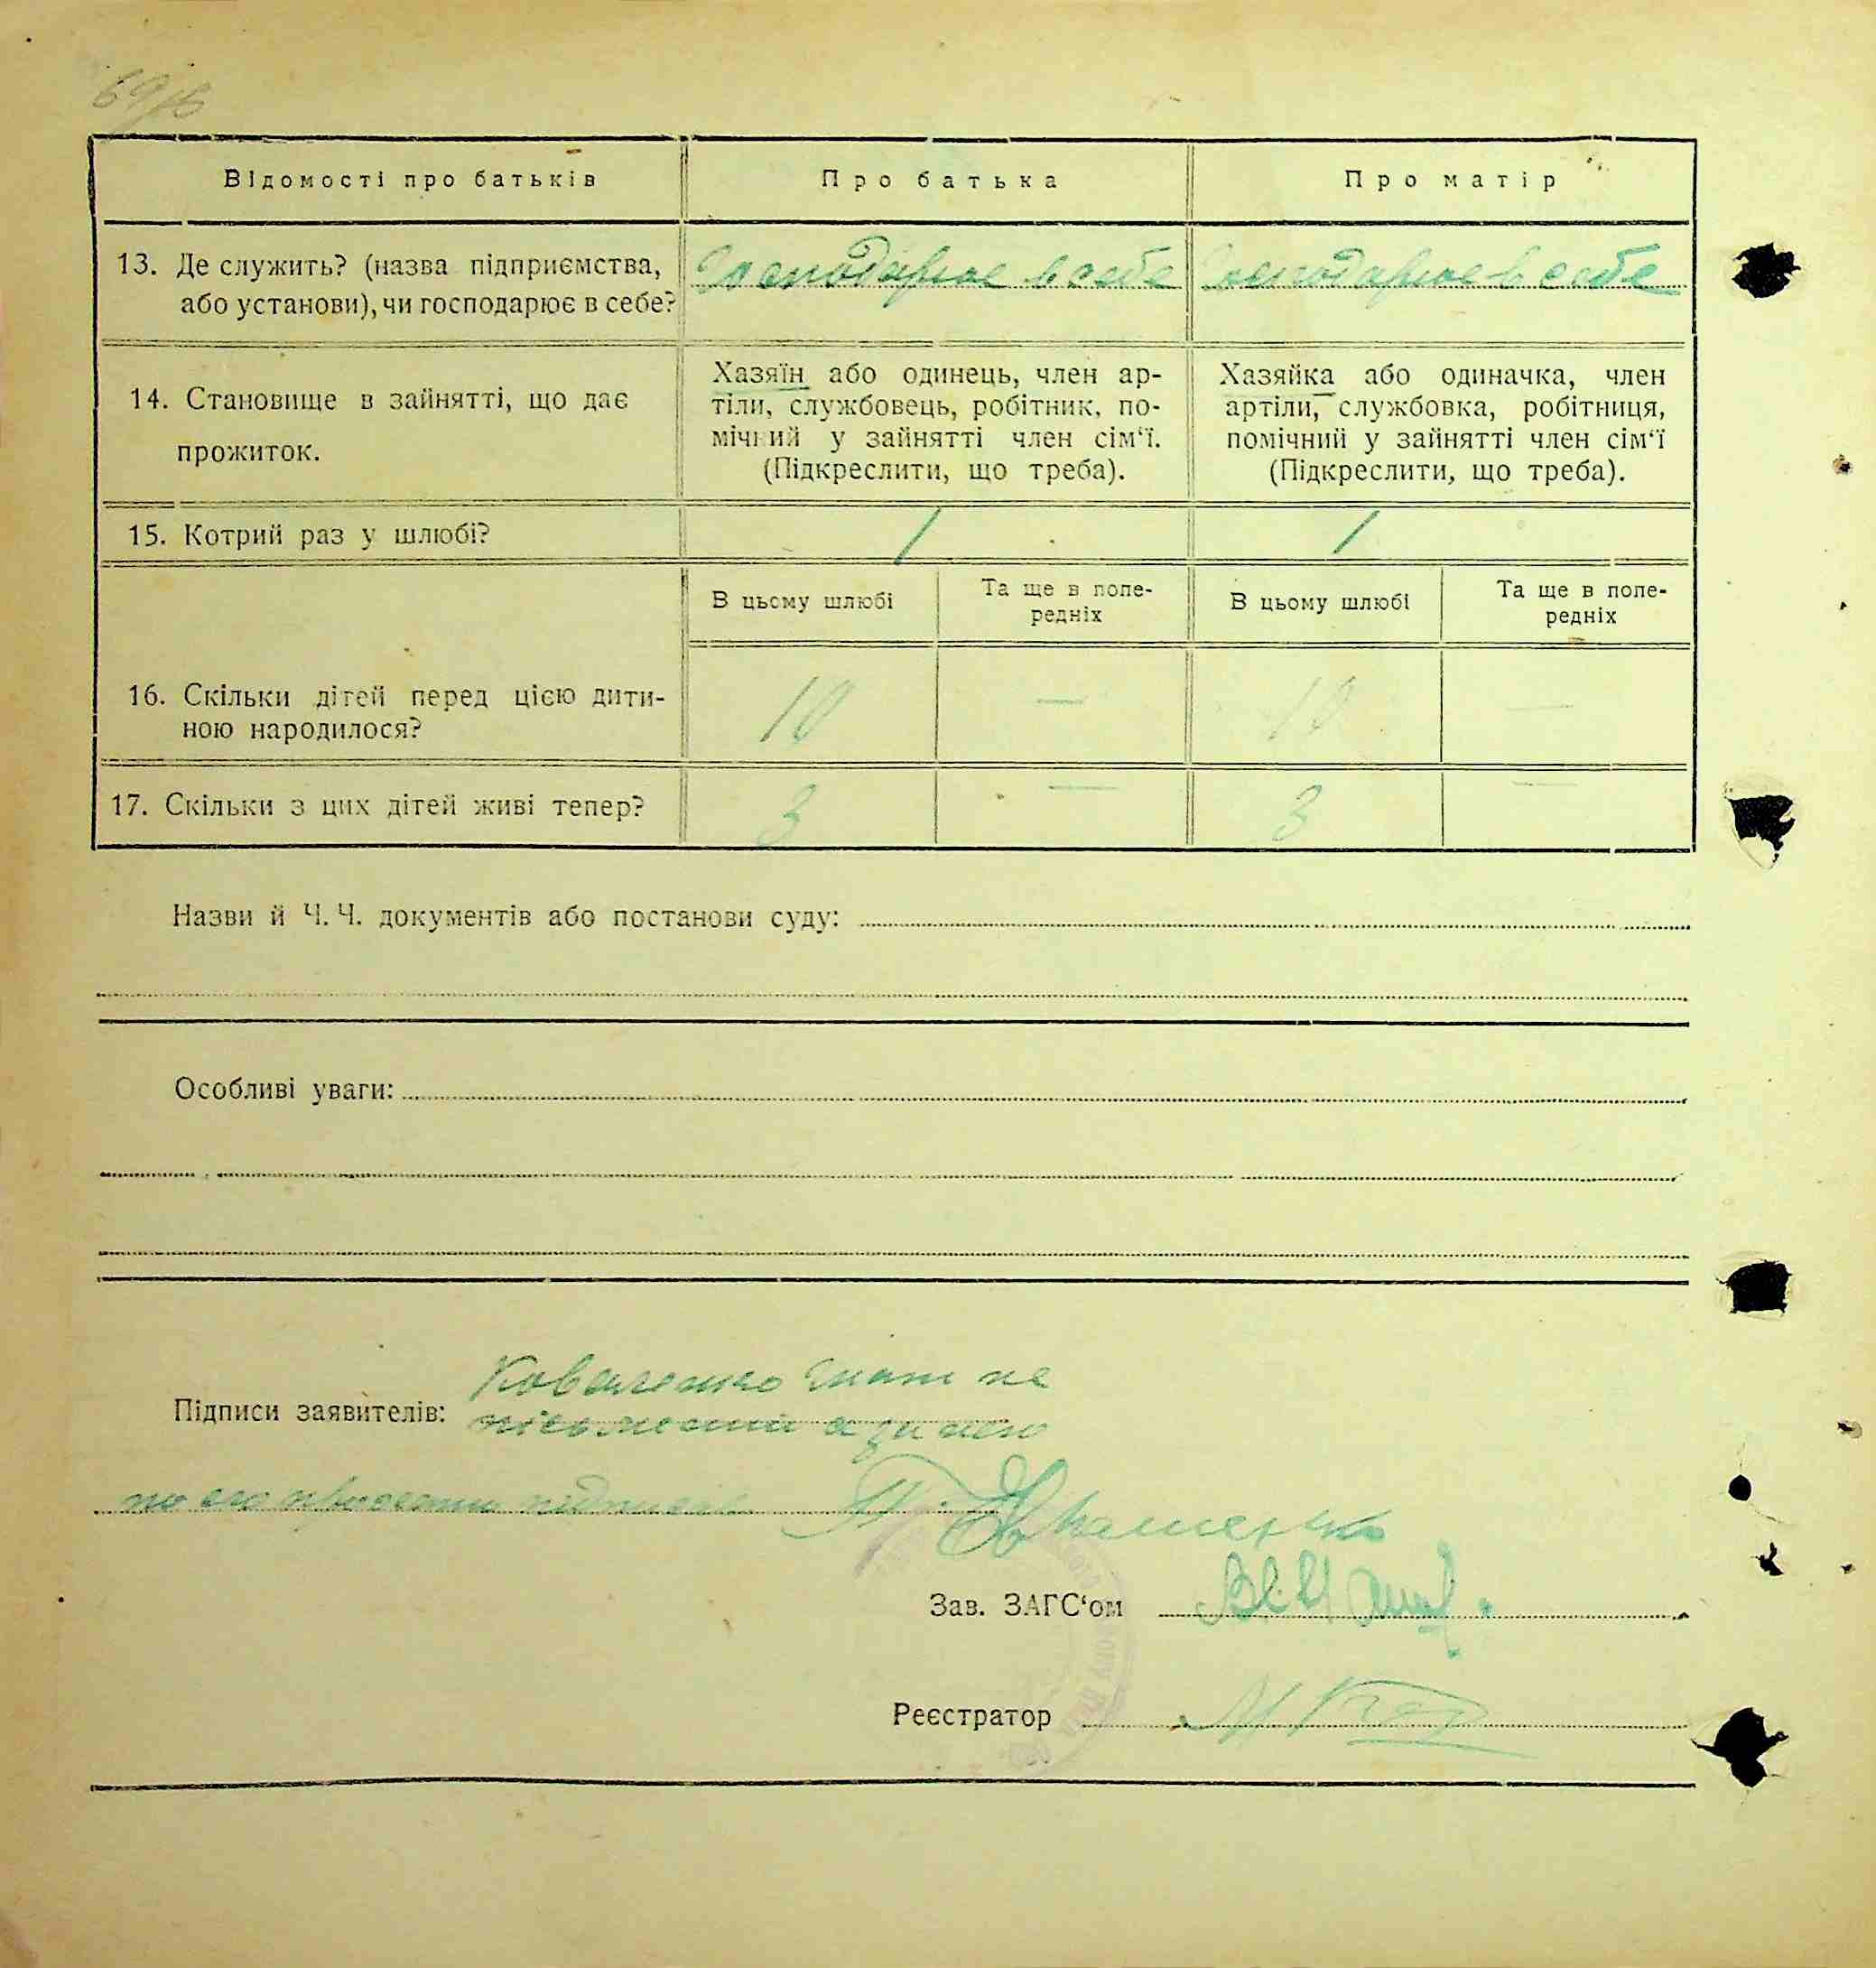 Відомості про батьків
Про батька
Про матір
13. Де служить? (назва підприємства,
або установи), чи господарює в себе?
Господарює в себе
Господарює в себе
14. Становище в зайнятті, що дає
прожиток.
Хазяїн або одинець, член ар-
тіли, службовець, робітник, по-
мічний у зайнятті член сім‘ї.
(Підкреслити, що треба).
Хазяйка або одиначка, член
артіли, службовка, робітниця,
помічний у зайнятті член сім‘ї
(Підкреслити, що треба).
15. Котрий раз у шлюбі?
1
1
В цьому шлюбі
Та ще в попе-
редніх
В цьому шлюбі
Та ще в попе-
редніх
16. Скільки дітей перед цією дити-
ною народилося?
10
—
10
—
17. Скільки з цих дітей живі тепер?
3
—
3
—
Назви й Ч. Ч. документів або постанови суду:
Особливі уваги:
Коваленко не
Підписи заявителів:
по его
Зав. ЗАГС‘ом
Реєстратор